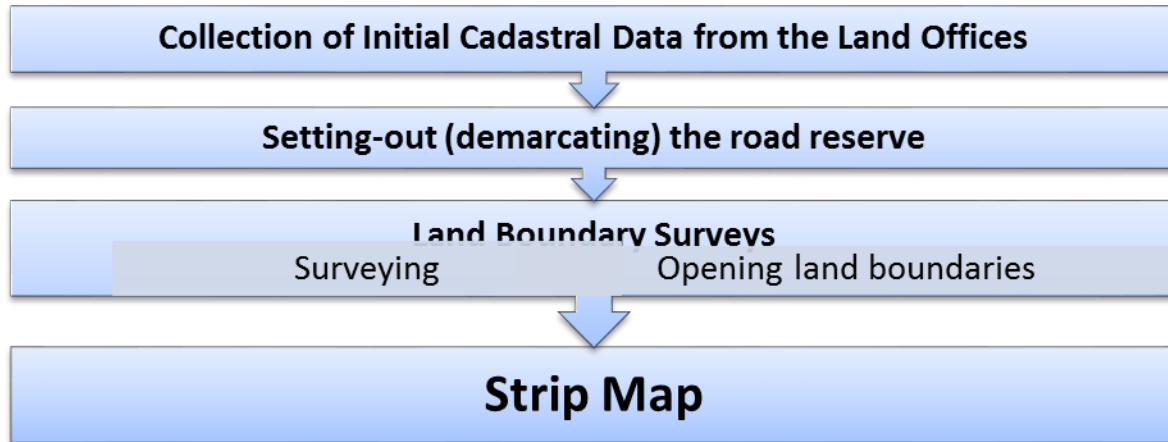 Collection of Initial Cadastral Data from the Land Offices
Setting-out (demarcating) the road reserve
Land Boundary Surveys
Surveying
Opening land boundaries
Strip Map